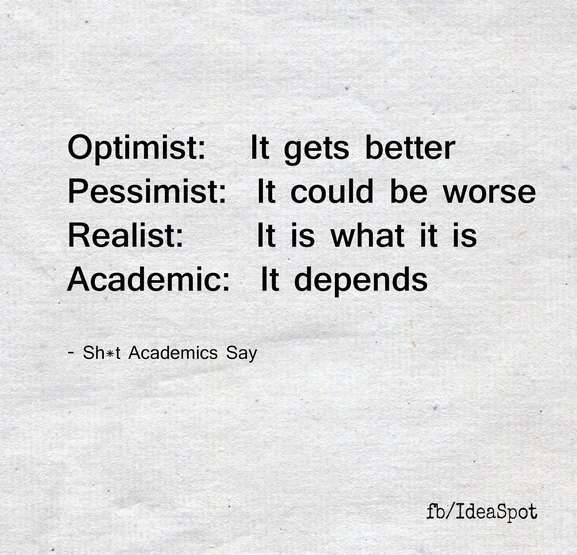 Optimist: It gets better
Pessimist: It could be worse
Realist: It is what it is
Academic: It depends
- Sh*t Academics Say
fb/IdeaSpot